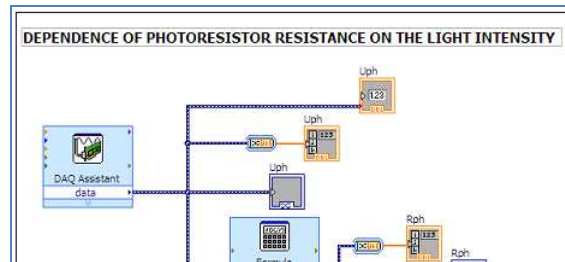 DEPENDENCE OF PHOTORESISTOR RESISTANCE ON THE LIGHT INTENSITY
Uph
123
Uph
123
DAQ Assistant
data
Uph
Rph
123
Formula
Rph